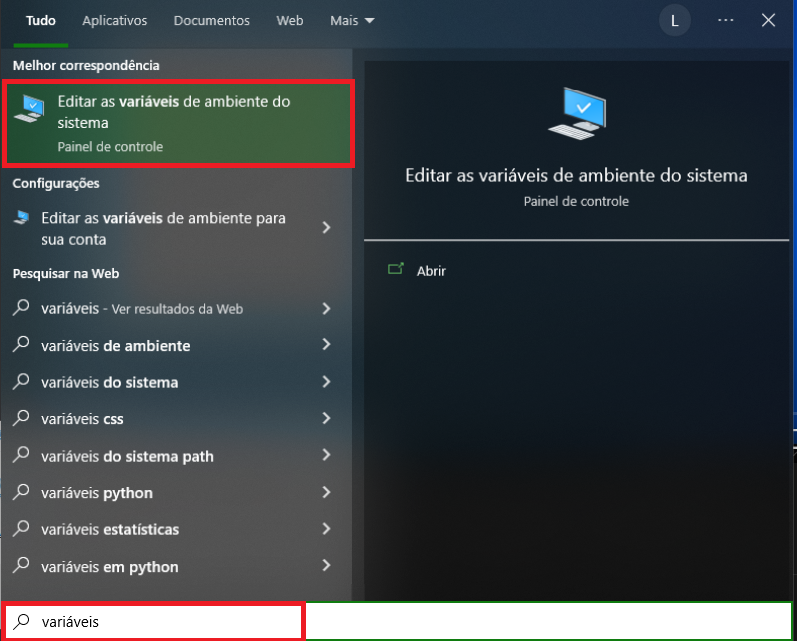 Tudo Aplicativos Documentos Web Mais L ...
Melhor correspondência
Editar as variáveis de ambiente do
sistema
Painel de controle
Configurações
Editar as variáveis de ambiente para
sua conta
Pesquisar na Web
variáveis - Ver resultados da Web
variáveis de ambiente
variáveis do sistema
variáveis css
variáveis do sistema path
variáveis python
variáveis estatísticas
variáveis em python
variáveis
Editar as variáveis de ambiente do sistema
Painel de controle
Abrir